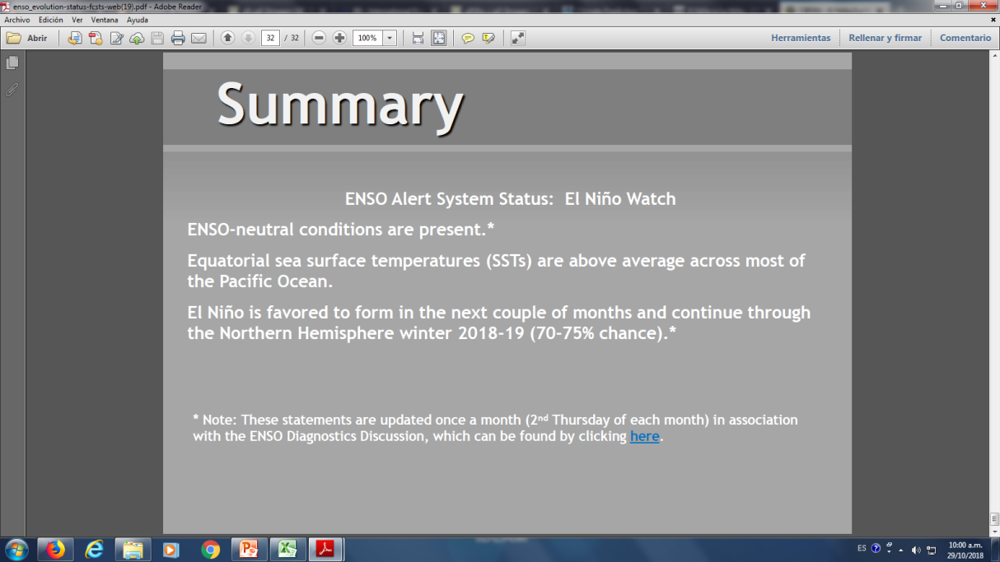 enso_evolution-status-fcsts-web(19).pdf - Adobe Reader
Archivo Edición Ver Ventana Ayuda
Abrir 32 / 32 100% Herramientas Rellenar y firmar Comentario
Summary
ENSO Alert System Status: El Niño Watch
ENSO-neutral conditions are present.*
Equatorial sea surface temperatures (SSTs) are above average across most of
the Pacific Ocean.
El Niño is favored to form in the next couple of months and continue through
the Northern Hemisphere winter 2018-19 (70-75% chance).*
* Note: These statements are updated once a month (2nd Thursday of each month) in association
with the ENSO Diagnostics Discussion, which can be found by clicking here.
ES 10:00 a.m.
29/10/2018